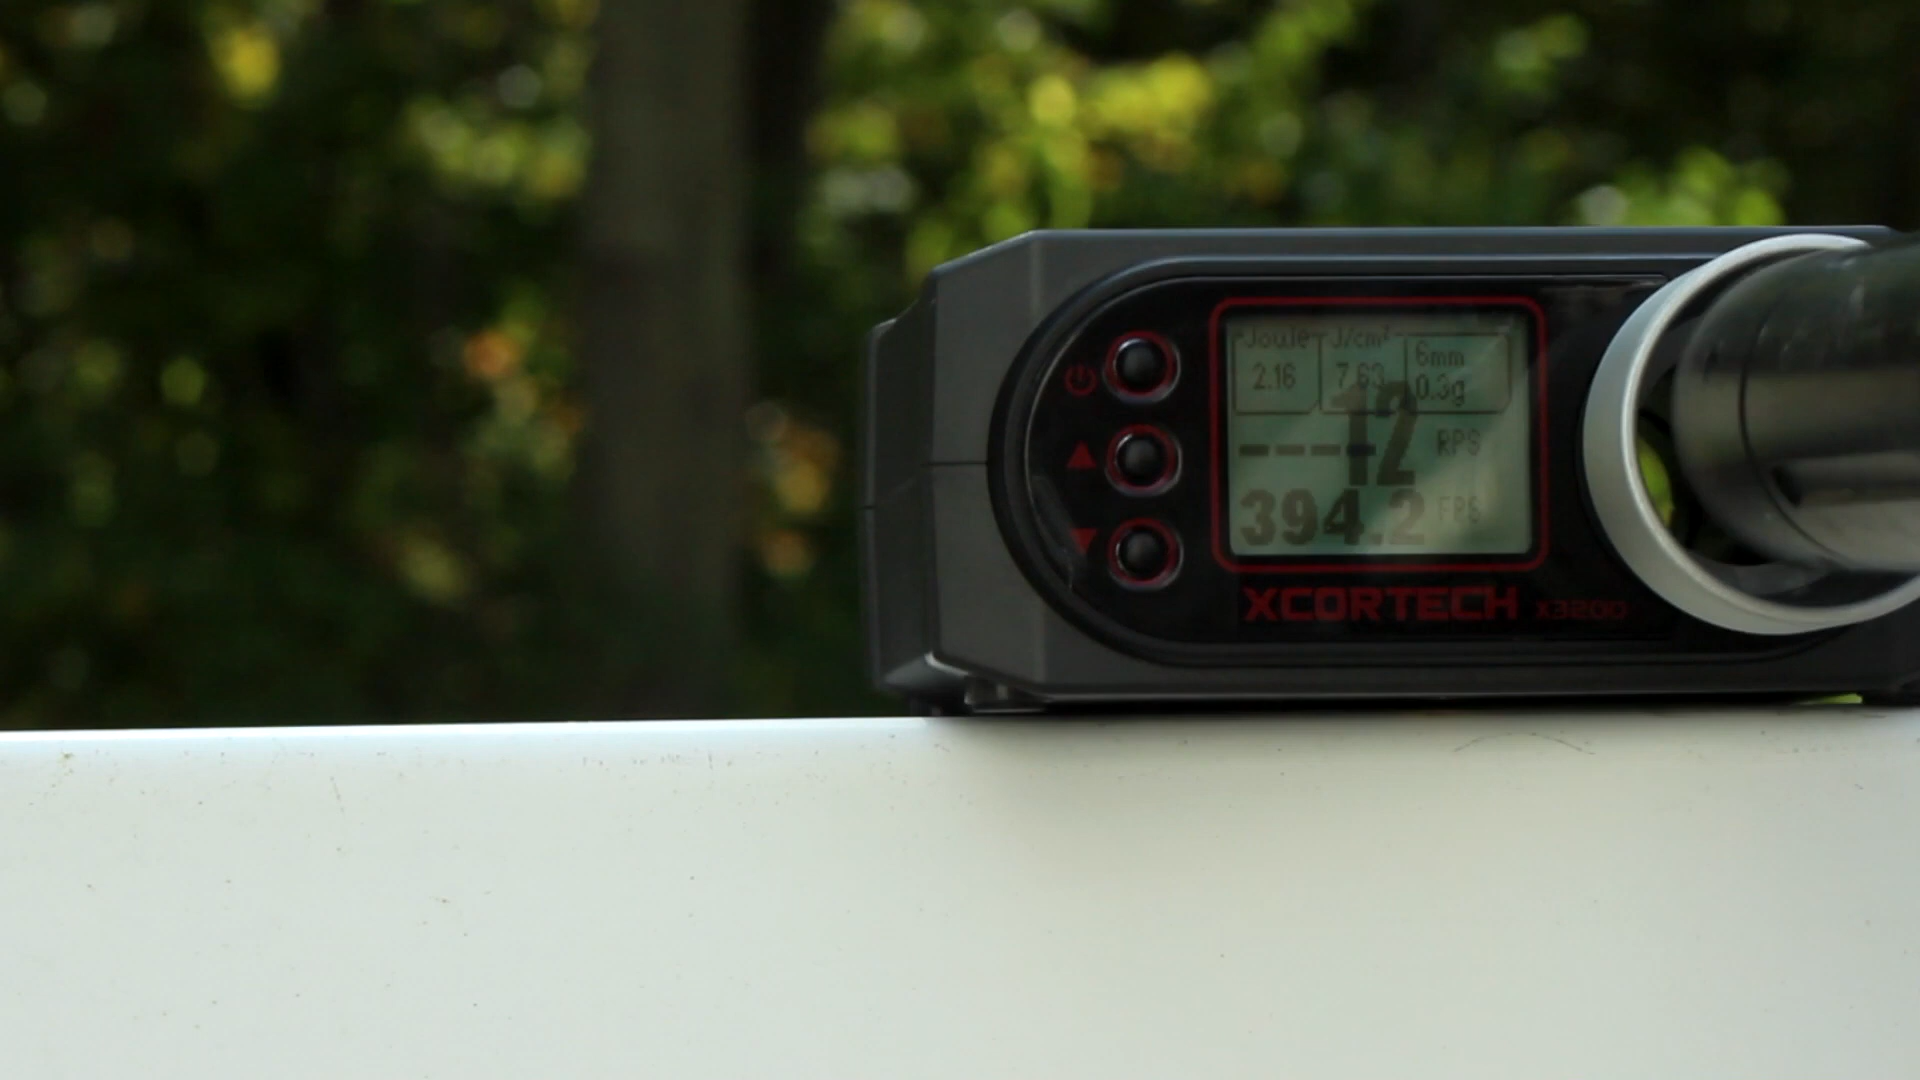 Joule J/cm²
2.16 7.63 6mm
0.3g
12
---- RPS
394.2 FPS
XCORTECH X3200